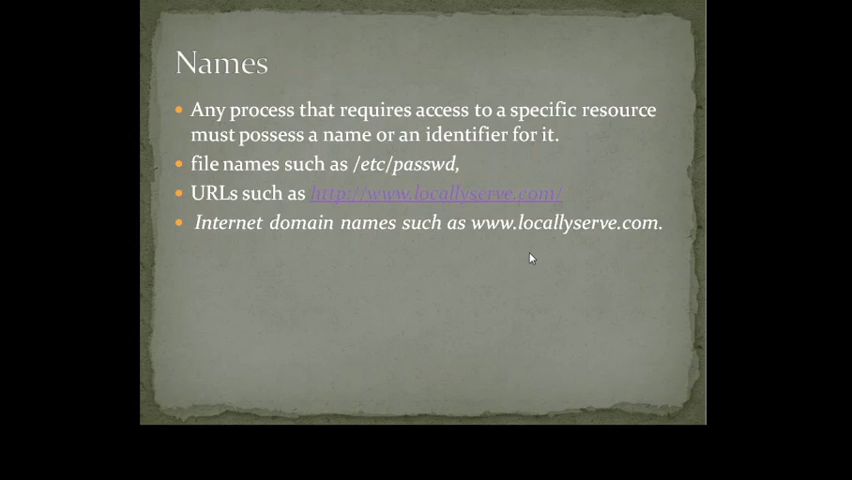 Names
• Any process that requires access to a specific resource
must possess a name or an identifier for it.
• file names such as /etc/passwd,
• URLs such as http://www.locallyserve.com/
• Internet domain names such as www.locallyserve.com.